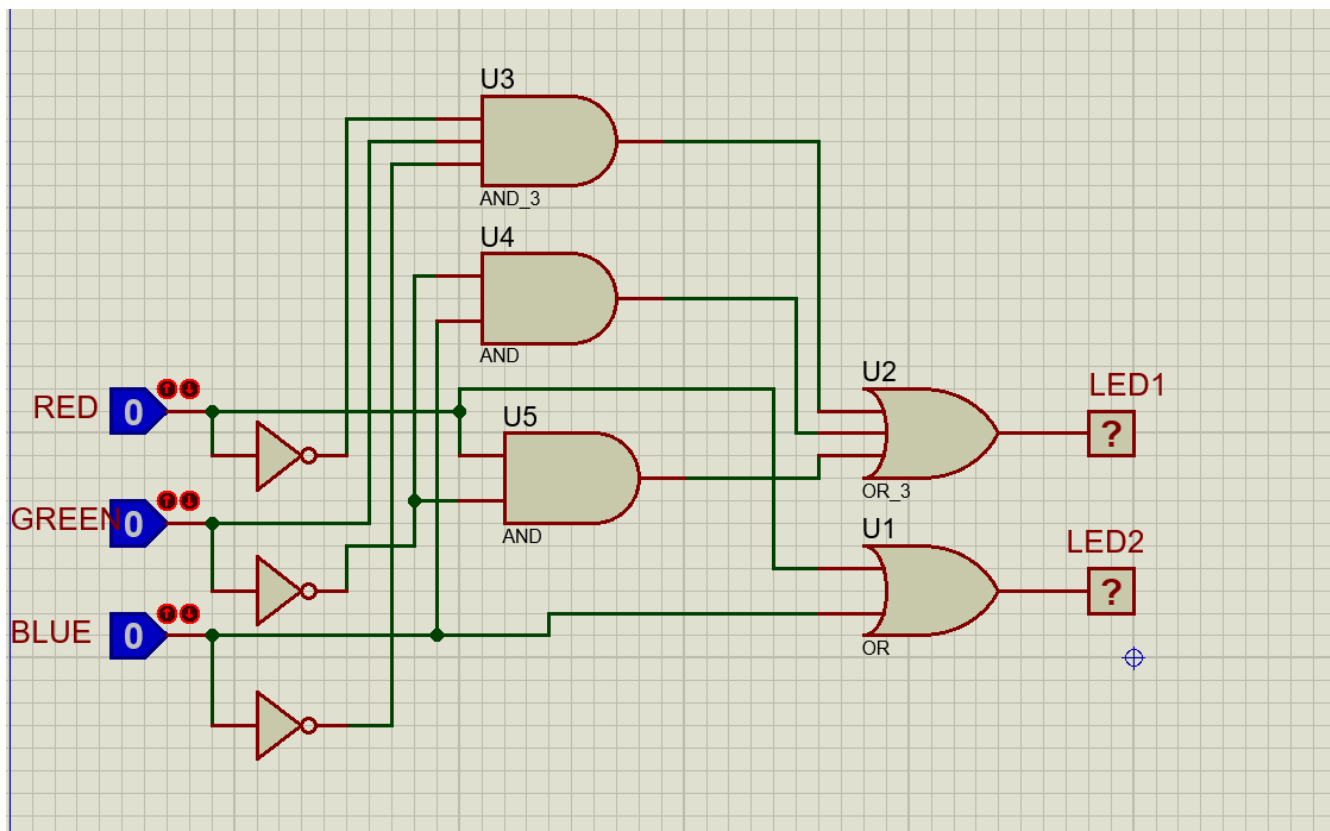 U3
AND_3
U4
AND
RED
0
U5
AND
U2
OR_3
LED1
?
GREEN
0
U1
OR
LED2
?
BLUE
0